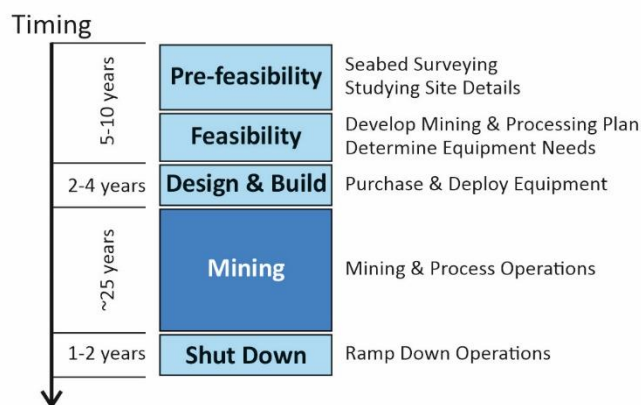 Timing
5-10 years
Pre-feasibility
Seabed Surveying
Studying Site Details
Feasibility
Develop Mining & Processing Plan
Determine Equipment Needs
2-4 years
Design & Build
Purchase & Deploy Equipment
~25 years
Mining
Mining & Process Operations
1-2 years
Shut Down
Ramp Down Operations